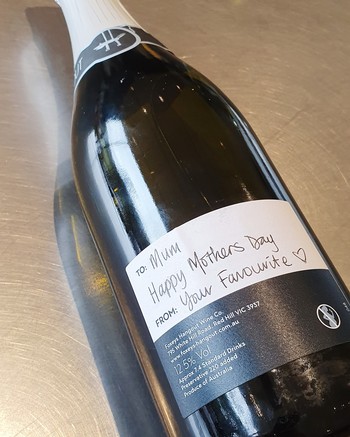 TO: Mum
Happy Mothers Day
FROM: Your Favourite ♡
Foxeys Hangout Wine Co.
795 White Hill Road, Red Hill VIC 3937
www.foxeys-hangout.com.au
12.5% Vol
Approx 7.4 Standard Drinks
Preservative 220 added
Produce of Australia